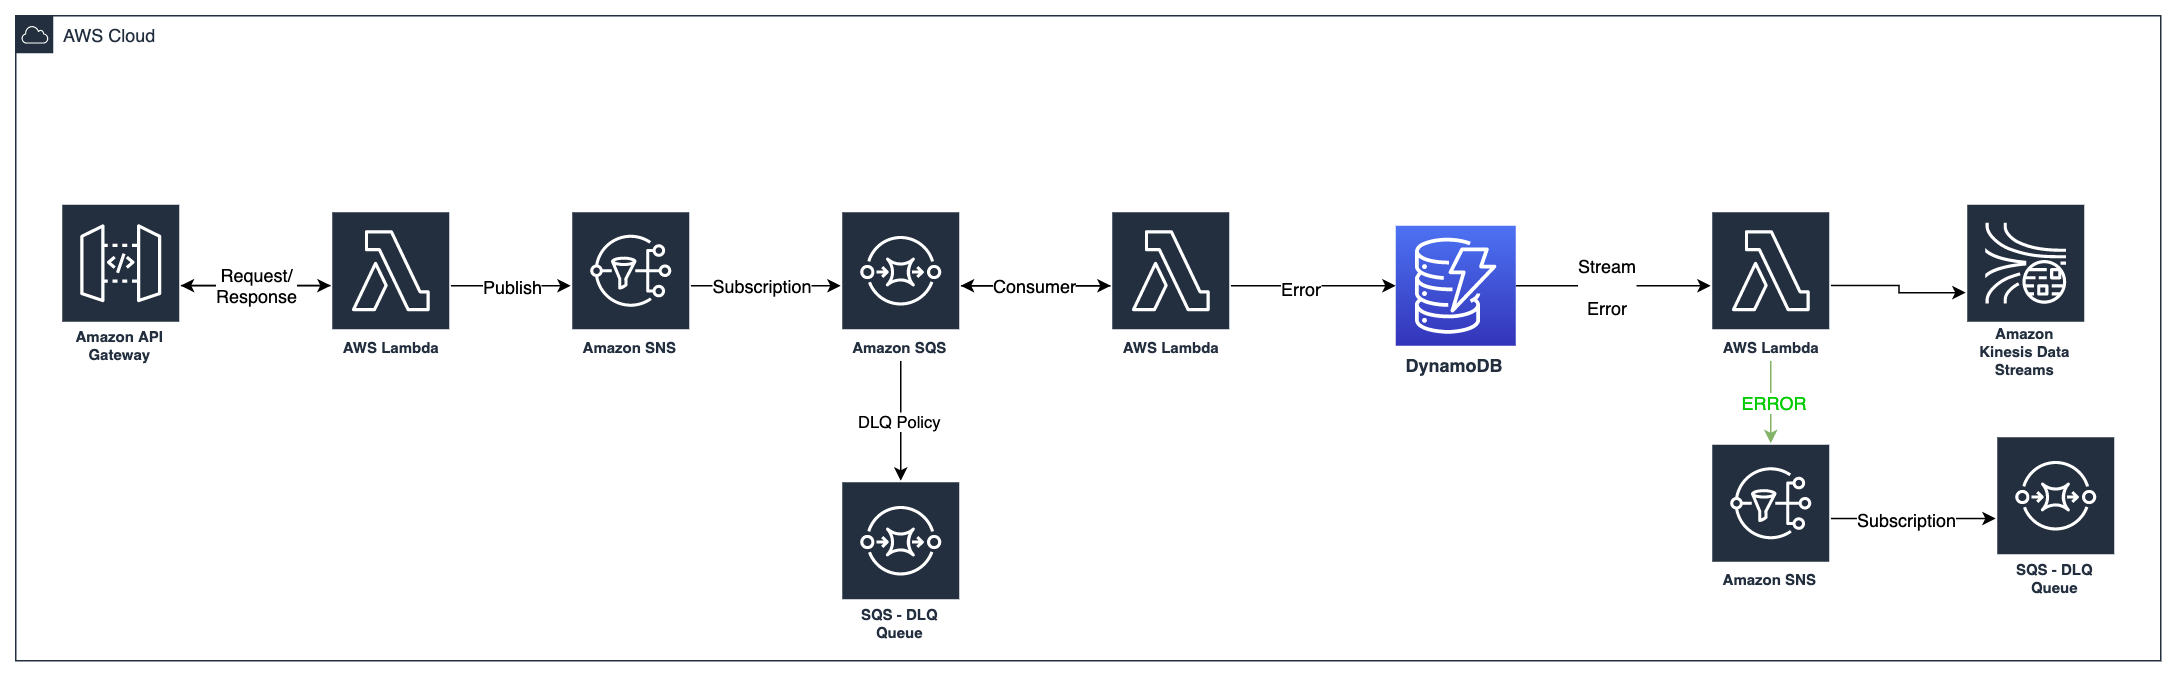 AWS Cloud
Request/
Response
Publish
Subscription
Consumer
Error
Stream
Error
Amazon API
Gateway
AWS Lambda
Amazon SNS
Amazon SQS
AWS Lambda
DynamoDB
AWS Lambda
Amazon
Kinesis Data
Streams
DLQ Policy
ERROR
Subscription
SQS - DLQ
Queue
Amazon SNS
SQS - DLQ
Queue